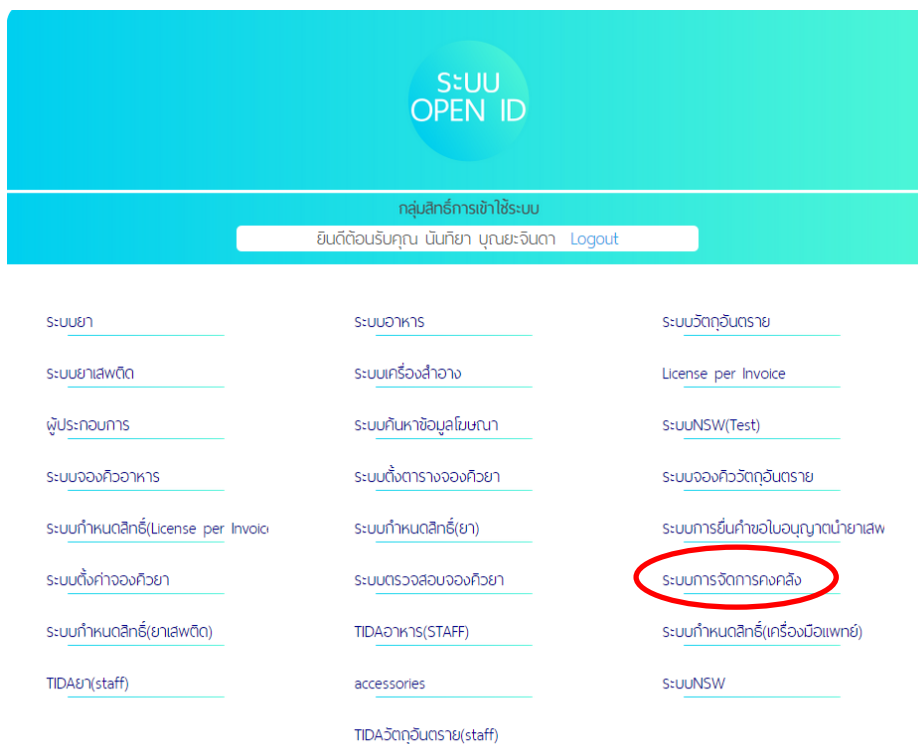 ระบบ
OPEN ID
กลุ่มสิทธิ์การเข้าใช้ระบบ
ยินดีต้อนรับคุณ นันทิยา บุณยะจินดา Logout
ระบบยา ระบบอาหาร ระบบวัตถุอันตราย
ระบบยาเสพติด ระบบเครื่องสำอาง License per Invoice
ผู้ประกอบการ ระบบค้นหาข้อมูลโฆษณา ระบบNSW(Test)
ระบบจองคิวอาหาร ระบบตั้งตารางจองคิวยา ระบบจองคิววัตถุอันตราย
ระบบกำหนดสิทธิ์(License per Invoic ระบบกำหนดสิทธิ์(ยา) ระบบการยื่นคำขอใบอนุญาตนำยาเสพ
ระบบตั้งค่าจองคิวยา ระบบตรวจสอบจองคิวยา ระบบการจัดการคงคลัง
ระบบกำหนดสิทธิ์(ยาเสพติด) TIDAอาหาร(STAFF) ระบบกำหนดสิทธิ์(เครื่องมือแพทย์)
TIDAยา(staff) accessories ระบบNSW
TIDAวัตถุอันตราย(staff)